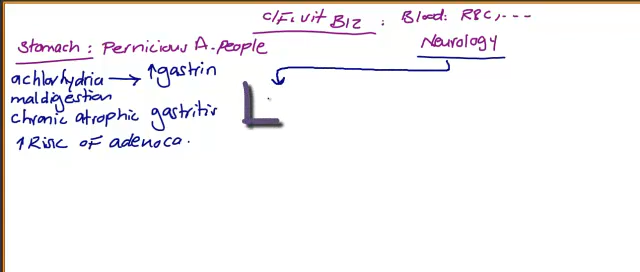 C/F, vit B12 : Blood: RBC, ---
Stomach : Pernicious A. people
Neurology
achlorhydria → ↑gastrin
maldigestion
chronic atrophic gastritis
↑ Risk of adenoca.
L